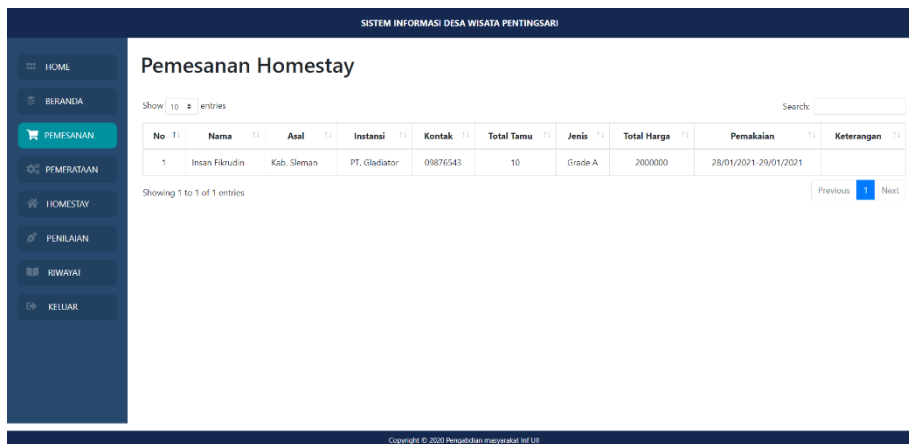 SISTEM INFORMASI DESA WISATA PENTINGSARI
HOME
BERANDA
PEMESANAN
PEMERATAAN
HOMESTAY
PENILAIAN
RIWAYAT
KELUAR
Pemesanan Homestay
Show 10 entries Search:
No Nama Asal Instansi Kontak Total Tamu Jenis Total Harga Pemakaian Keterangan
1 Insan Fikrudin Kab. Sleman PT. Gladiator 09876543 10 Grade A 2000000 28/01/2021-29/01/2021
Showing 1 to 1 of 1 entries Previous 1 Next
Copyright © 2020 Pengabdian masyarakat Inf UII